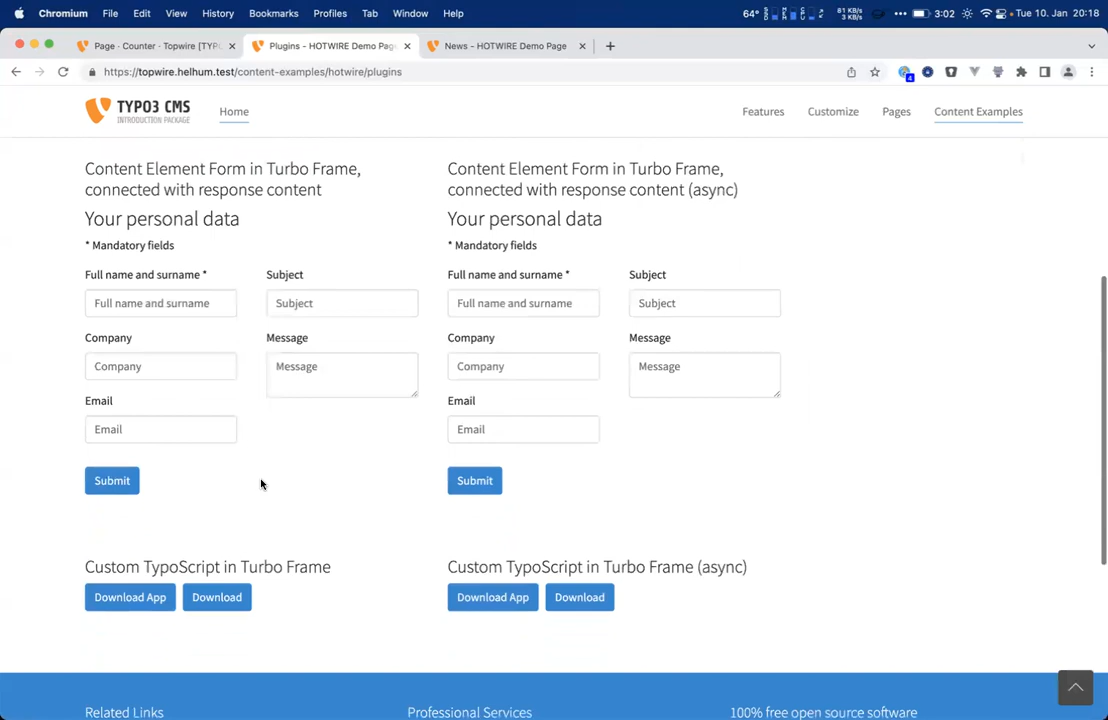 Chromium File Edit View History Bookmarks Profiles Tab Window Help 64° 81 KB/s 3 KB/s 3:02 Tue 10. Jan 20:18
Page · Counter · Topwire [TYPO Plugins - HOTWIRE Demo Page News - HOTWIRE Demo Page
https://topwire.helhum.test/content-examples/hotwire/plugins 4
TYPO3 CMS
INTRODUCTION PACKAGE
Home Features Customize Pages Content Examples
Content Element Form in Turbo Frame,
connected with response content
Your personal data
* Mandatory fields
Full name and surname * Subject
Full name and surname Subject
Company Message
Company Message
Email
Email
Submit
Content Element Form in Turbo Frame,
connected with response content (async)
Your personal data
* Mandatory fields
Full name and surname * Subject
Full name and surname Subject
Company Message
Company Message
Email
Email
Submit
Custom TypoScript in Turbo Frame
Download App Download
Custom TypoScript in Turbo Frame (async)
Download App Download
Related Links Professional Services 100% free open source software